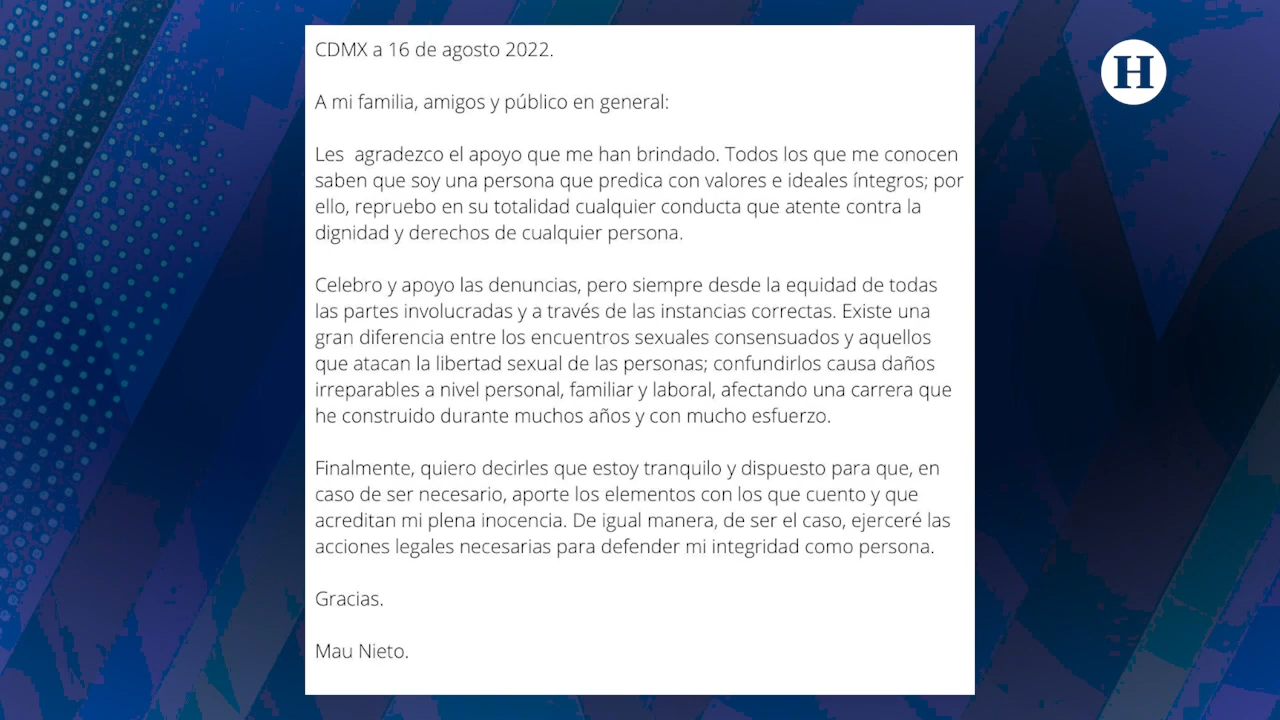 CDMX a 16 de agosto 2022.
H
A mi familia, amigos y público en general:
Les  agradezco el apoyo que me han brindado. Todos los que me conocen
saben que soy una persona que predica con valores e ideales íntegros; por
ello, repruebo en su totalidad cualquier conducta que atente contra la
dignidad y derechos de cualquier persona.
Celebro y apoyo las denuncias, pero siempre desde la equidad de todas
las partes involucradas y a través de las instancias correctas. Existe una
gran diferencia entre los encuentros sexuales consensuados y aquellos
que atacan la libertad sexual de las personas; confundirlos causa daños
irreparables a nivel personal, familiar y laboral, afectando una carrera que
he construido durante muchos años y con mucho esfuerzo.
Finalmente, quiero decirles que estoy tranquilo y dispuesto para que, en
caso de ser necesario, aporte los elementos con los que cuento y que
acreditan mi plena inocencia. De igual manera, de ser el caso, ejerceré las
acciones legales necesarias para defender mi integridad como persona.
Gracias.
Mau Nieto.